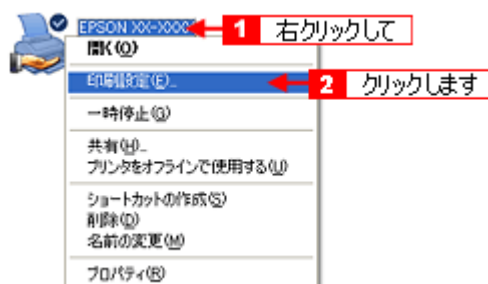 EPSON XX-XXXX
1 右クリックして
開く(O)
印刷設定(E)...
2 クリックします
一時停止(G)
共有(H)...
プリンタをオフラインで使用する(U)
ショートカットの作成(S)
削除(D)
名前の変更(M)
プロパティ(R)